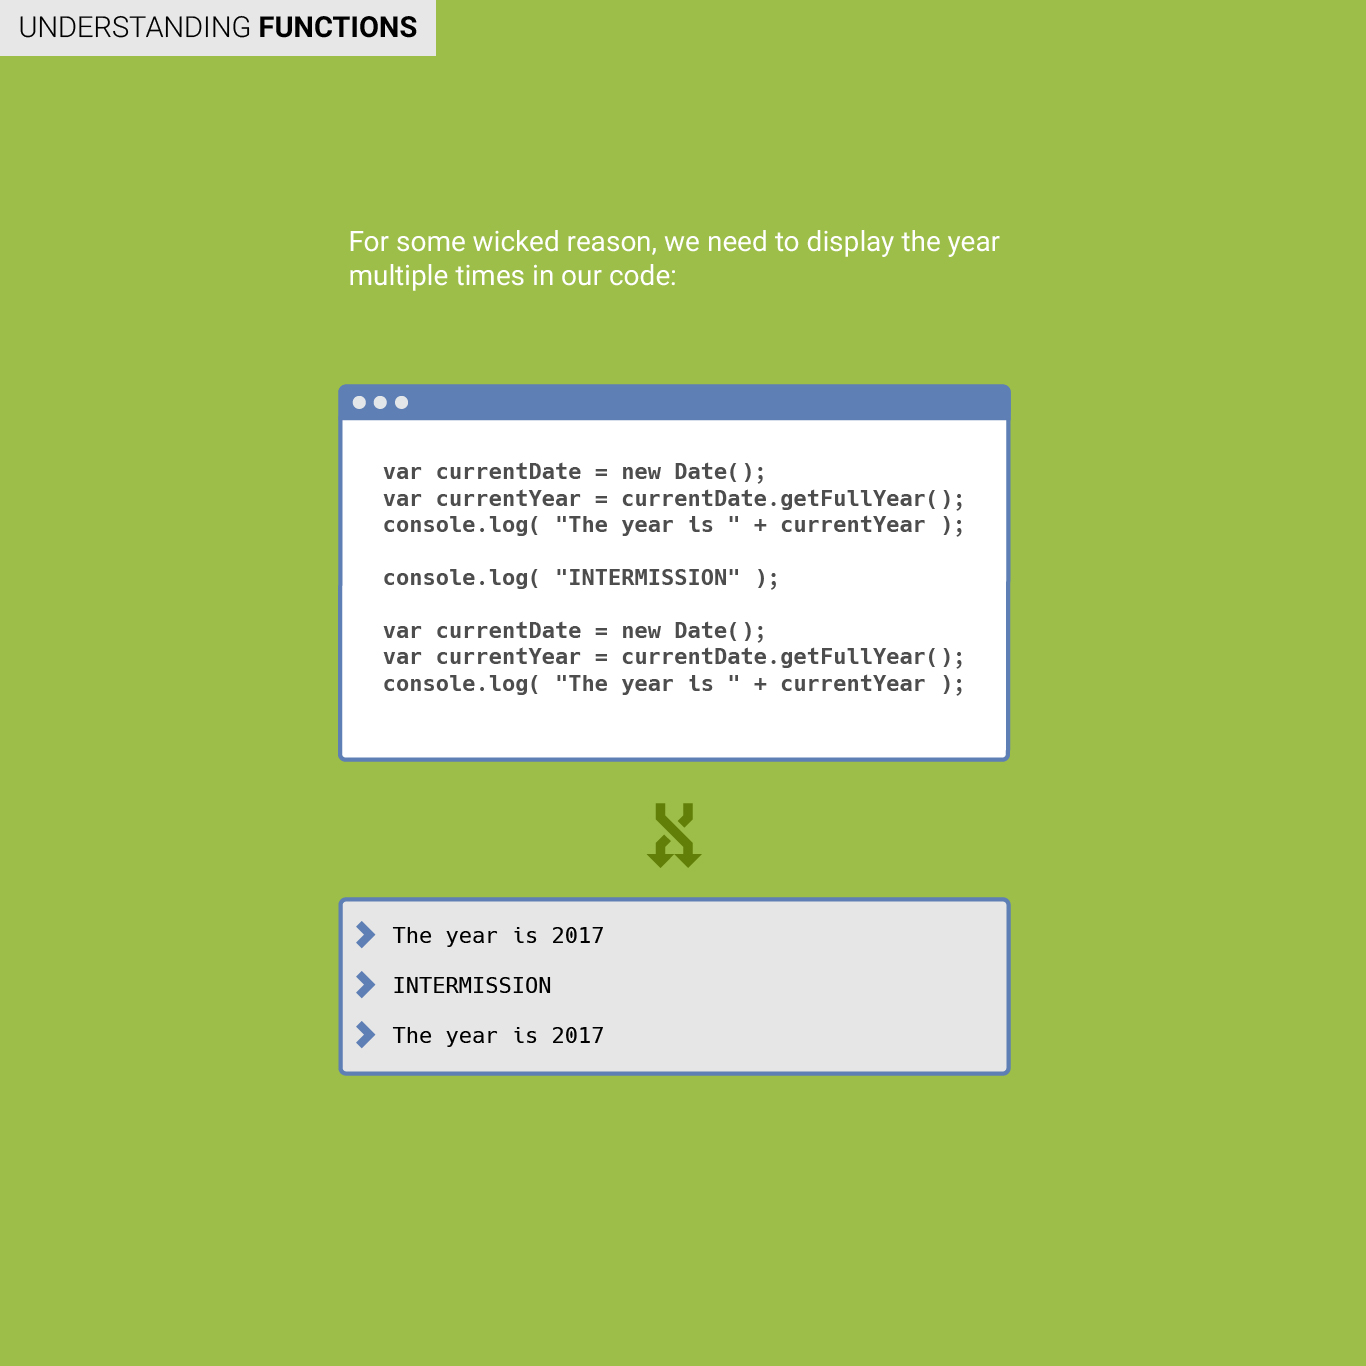 UNDERSTANDING FUNCTIONS
For some wicked reason, we need to display the year
multiple times in our code:
var currentDate = new Date();
var currentYear = currentDate.getFullYear();
console.log( "The year is " + currentYear );
console.log( "INTERMISSION" );
var currentDate = new Date();
var currentYear = currentDate.getFullYear();
console.log( "The year is " + currentYear );
The year is 2017
INTERMISSION
The year is 2017